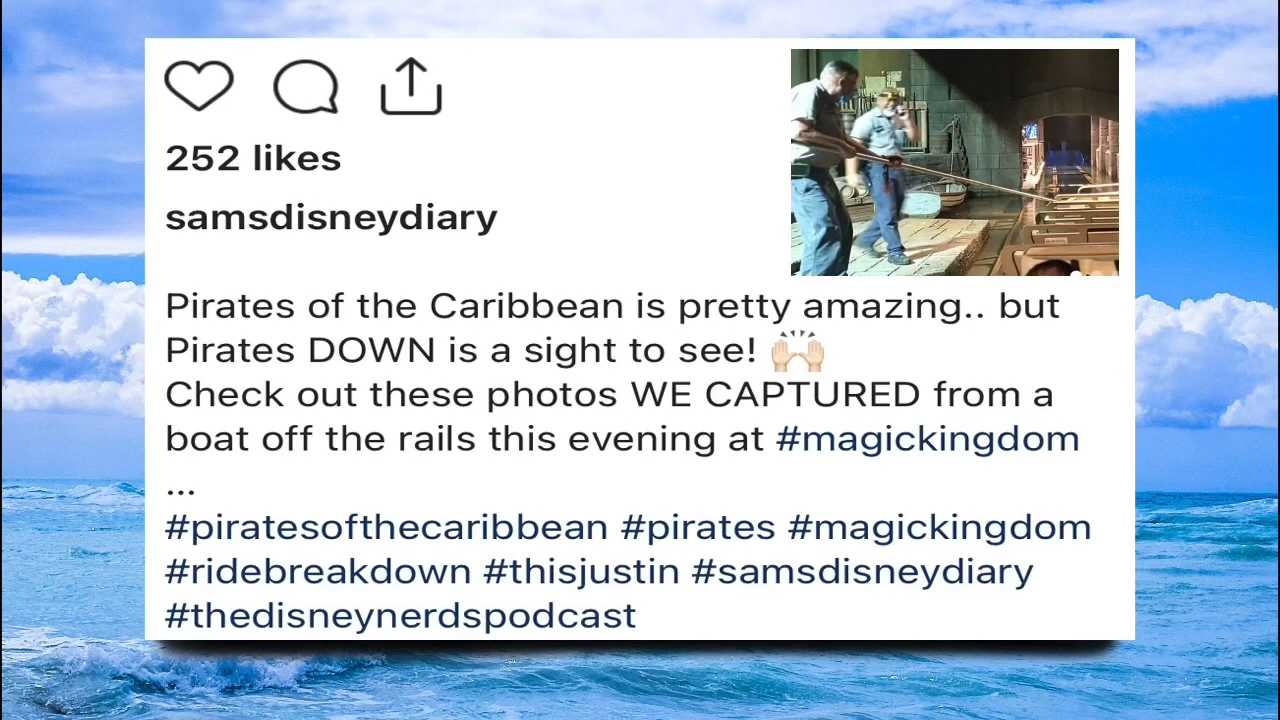 252 likes
samsdisneydiary
Pirates of the Caribbean is pretty amazing.. but
Pirates DOWN is a sight to see! 🙌🏻
Check out these photos WE CAPTURED from a
boat off the rails this evening at #magickingdom
...
#piratesofthecaribbean #pirates #magickingdom
#ridebreakdown #thisjustin #samsdisneydiary
#thedisneynerdspodcast